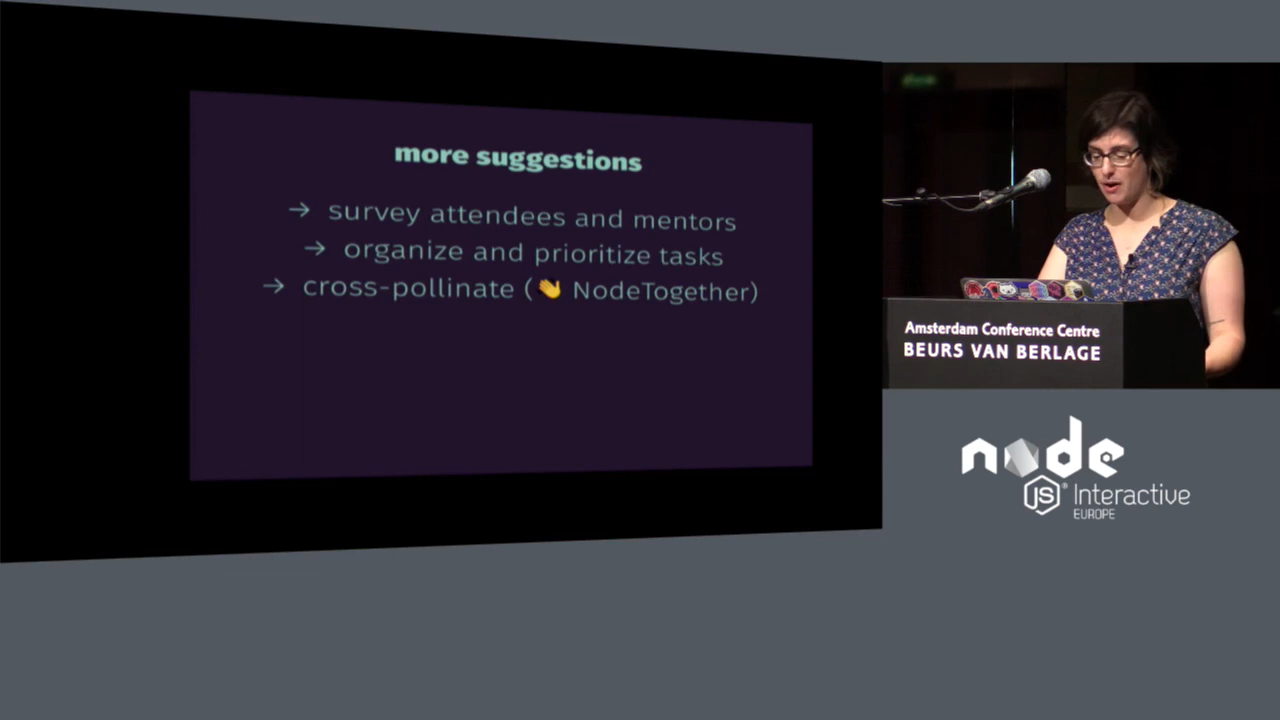 more suggestions
→ survey attendees and mentors
→ organize and prioritize tasks
→ cross-pollinate (👋 NodeTogether)
Amsterdam Conference Centre
BEURS VAN BERLAGE
node
JS® Interactive
EUROPE